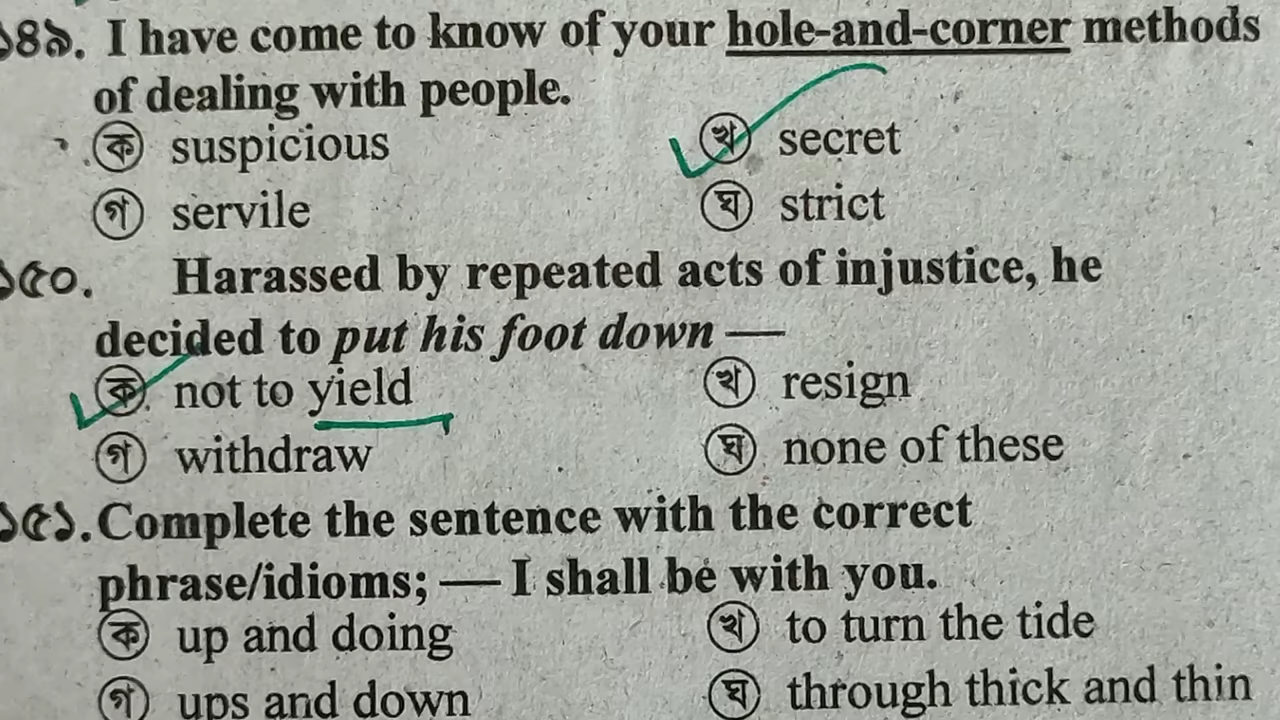 ১৪৯. I have come to know of your hole-and-corner methods
of dealing with people.
ক suspicious খ secret
গ servile ঘ strict
১৫০. Harassed by repeated acts of injustice, he
decided to put his foot down —
ক not to yield খ resign
গ withdraw ঘ none of these
১৫১. Complete the sentence with the correct
phrase/idioms; — I shall be with you.
ক up and doing খ to turn the tide
গ ups and down ঘ through thick and thin